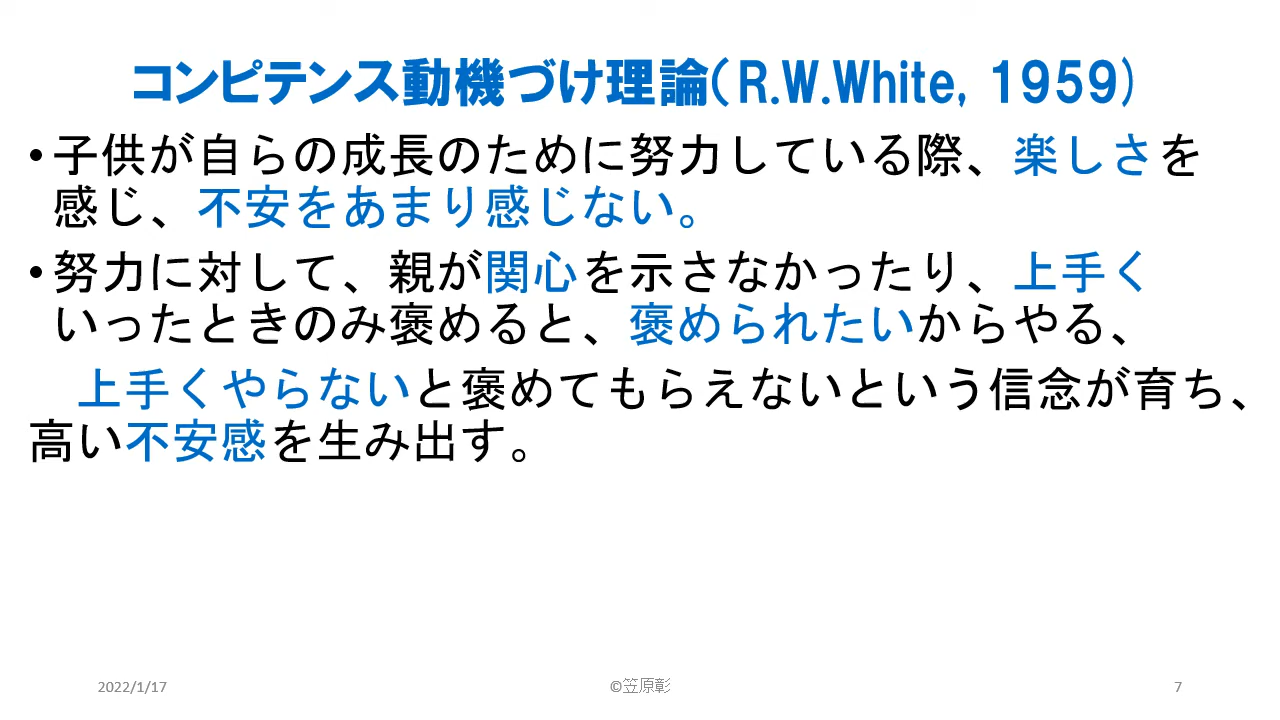 コンピテンス動機づけ理論(R.W.White, 1959)
•子供が自らの成長のために努力している際、楽しさを
感じ、不安をあまり感じない。
•努力に対して、親が関心を示さなかったり、上手く
いったときのみ褒めると、褒められたいからやる、
上手くやらないと褒めてもらえないという信念が育ち、
高い不安感を生み出す。
2022/1/17
©笠原彰
7